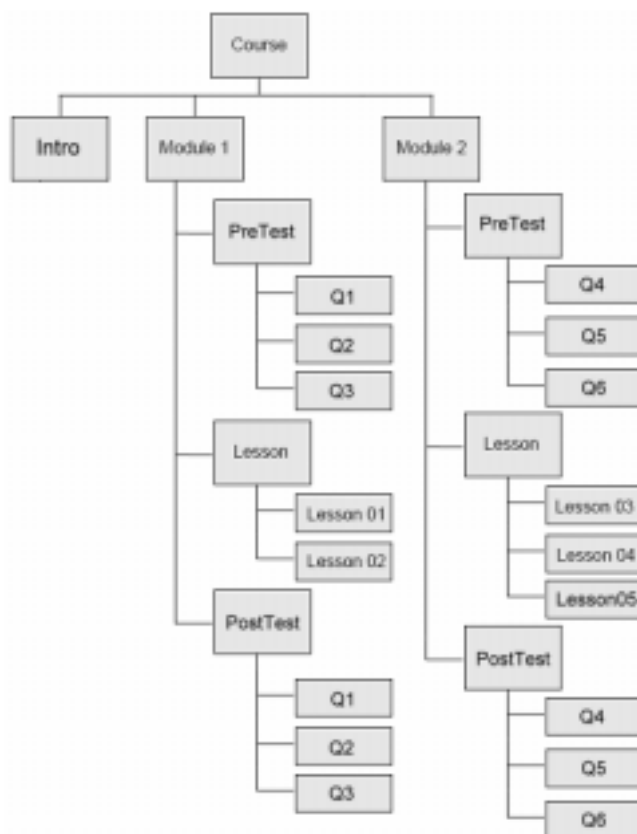 Course
Intro
Module 1
Module 2
PreTest
Q1
Q2
Q3
Lesson
Lesson 01
Lesson 02
PostTest
Q1
Q2
Q3
PreTest
Q4
Q5
Q6
Lesson
Lesson 03
Lesson 04
Lesson05
PostTest
Q4
Q5
Q6